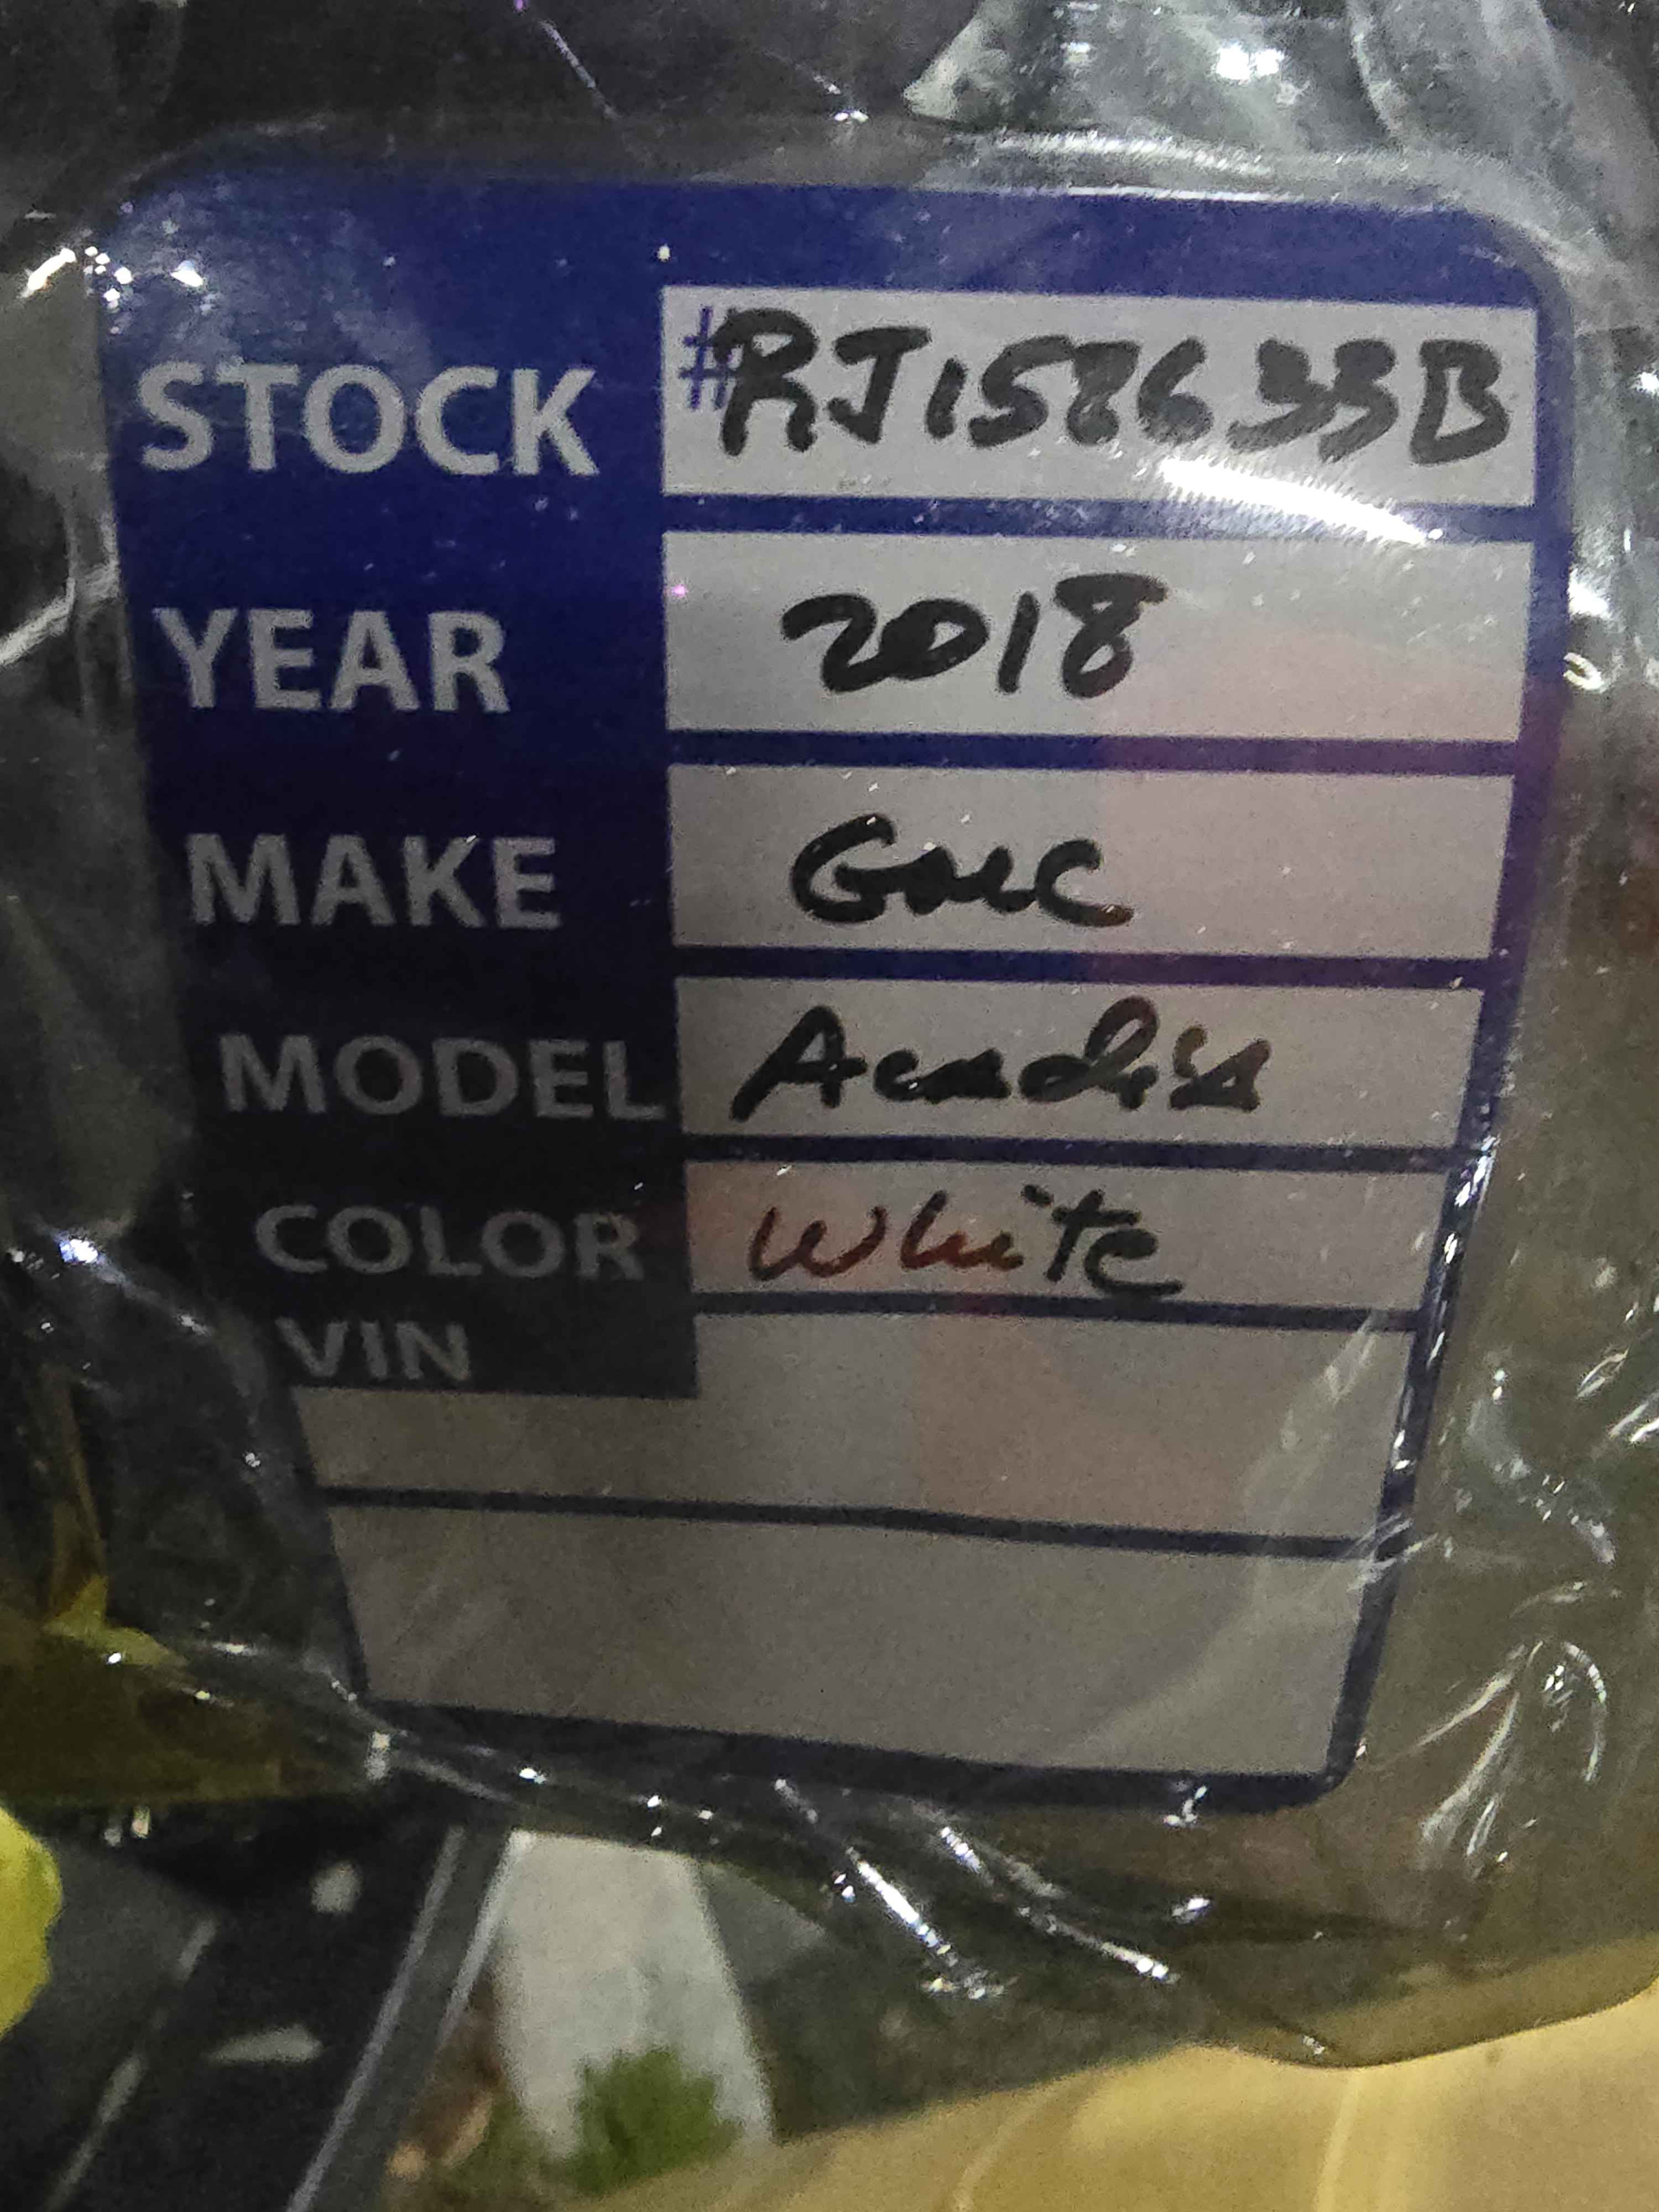 STOCK #RJ158633B
YEAR 2018
MAKE GMC
MODEL Acadia
COLOR White
VIN